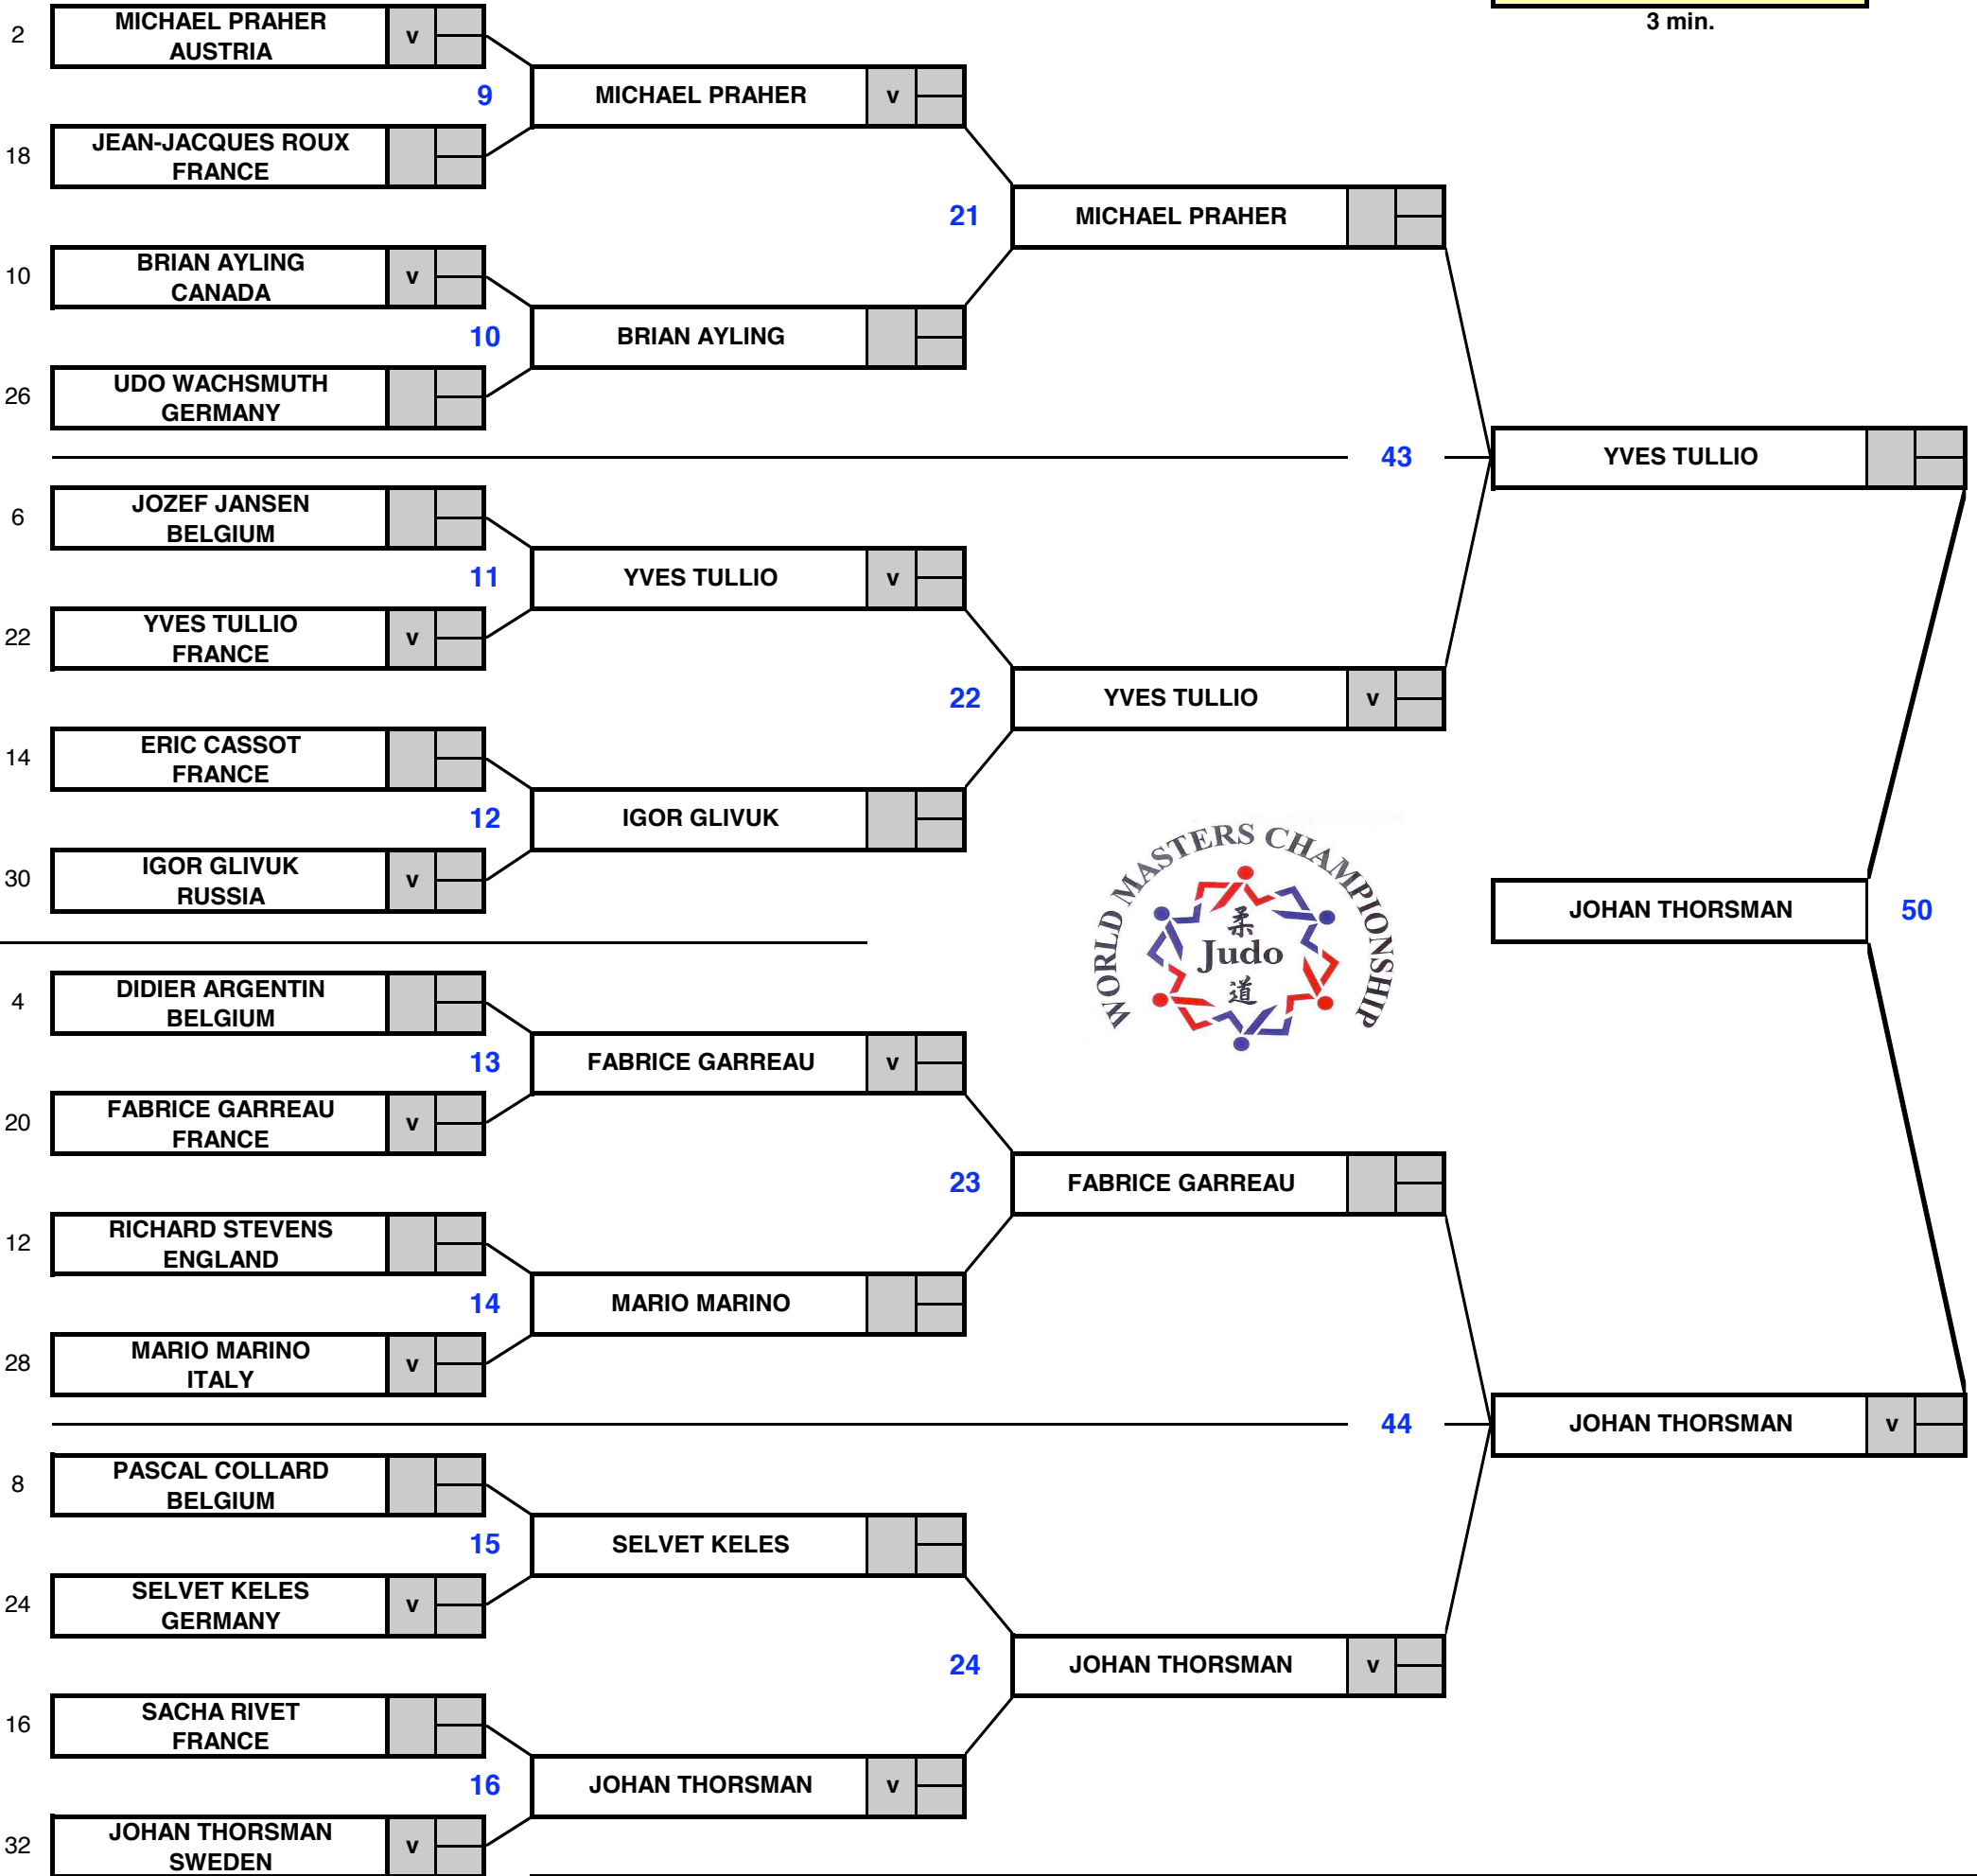 3 min.
2
MICHAEL PRAHER
AUSTRIA
v
9
MICHAEL PRAHER
v
18
JEAN-JACQUES ROUX
FRANCE
21
MICHAEL PRAHER
10
BRIAN AYLING
CANADA
v
10
BRIAN AYLING
26
UDO WACHSMUTH
GERMANY
43
YVES TULLIO
6
JOZEF JANSEN
BELGIUM
11
YVES TULLIO
v
22
YVES TULLIO
FRANCE
v
22
YVES TULLIO
v
14
ERIC CASSOT
FRANCE
12
IGOR GLIVUK
30
IGOR GLIVUK
RUSSIA
v
WORLD MASTERS CHAMPIONSHIP
柔
Judo
道
JOHAN THORSMAN
50
4
DIDIER ARGENTIN
BELGIUM
13
FABRICE GARREAU
v
20
FABRICE GARREAU
FRANCE
v
23
FABRICE GARREAU
12
RICHARD STEVENS
ENGLAND
14
MARIO MARINO
28
MARIO MARINO
ITALY
v
44
JOHAN THORSMAN
v
8
PASCAL COLLARD
BELGIUM
15
SELVET KELES
24
SELVET KELES
GERMANY
v
24
JOHAN THORSMAN
v
16
SACHA RIVET
FRANCE
16
JOHAN THORSMAN
v
32
JOHAN THORSMAN
SWEDEN
v